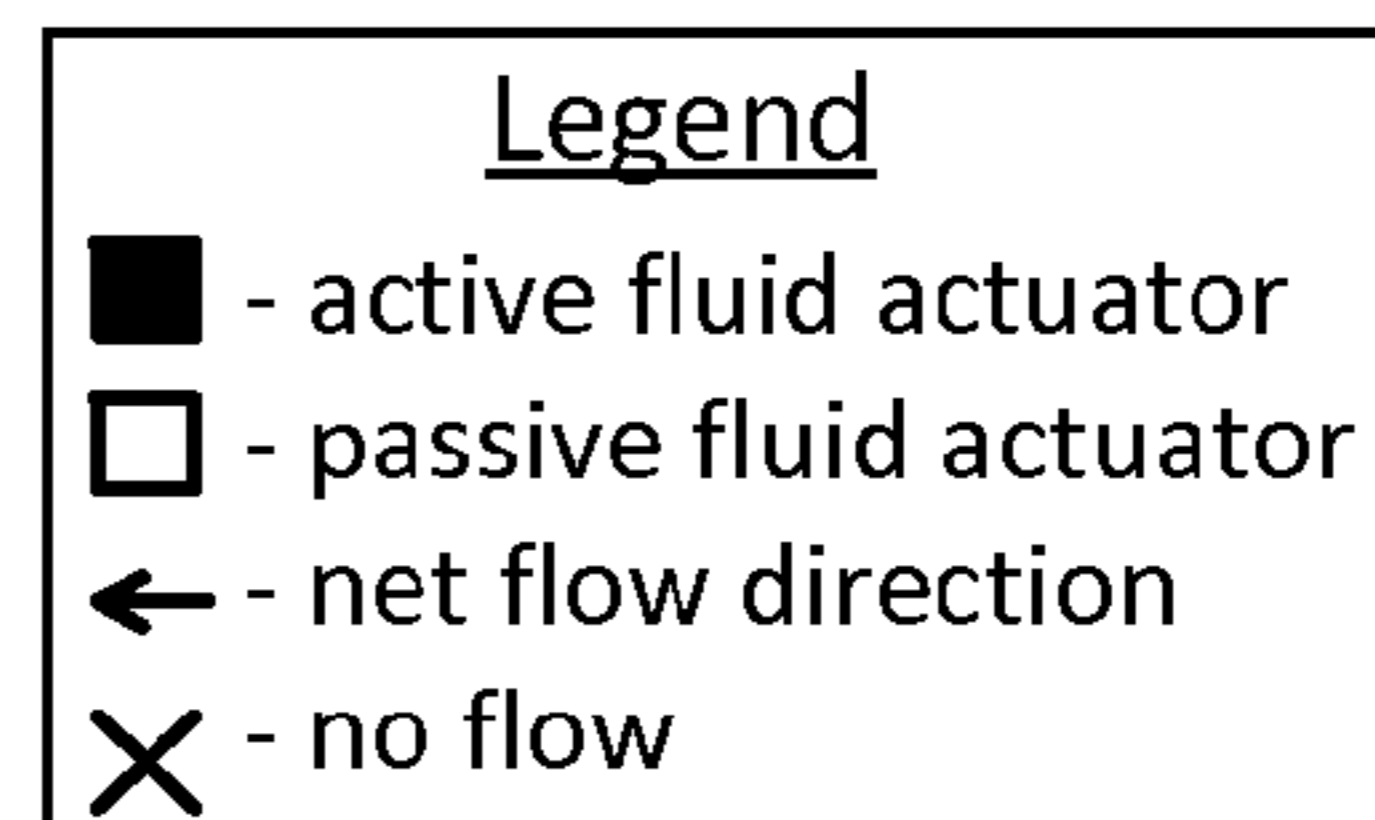 Legend
- active fluid actuator
- passive fluid actuator
- net flow direction
- no flow